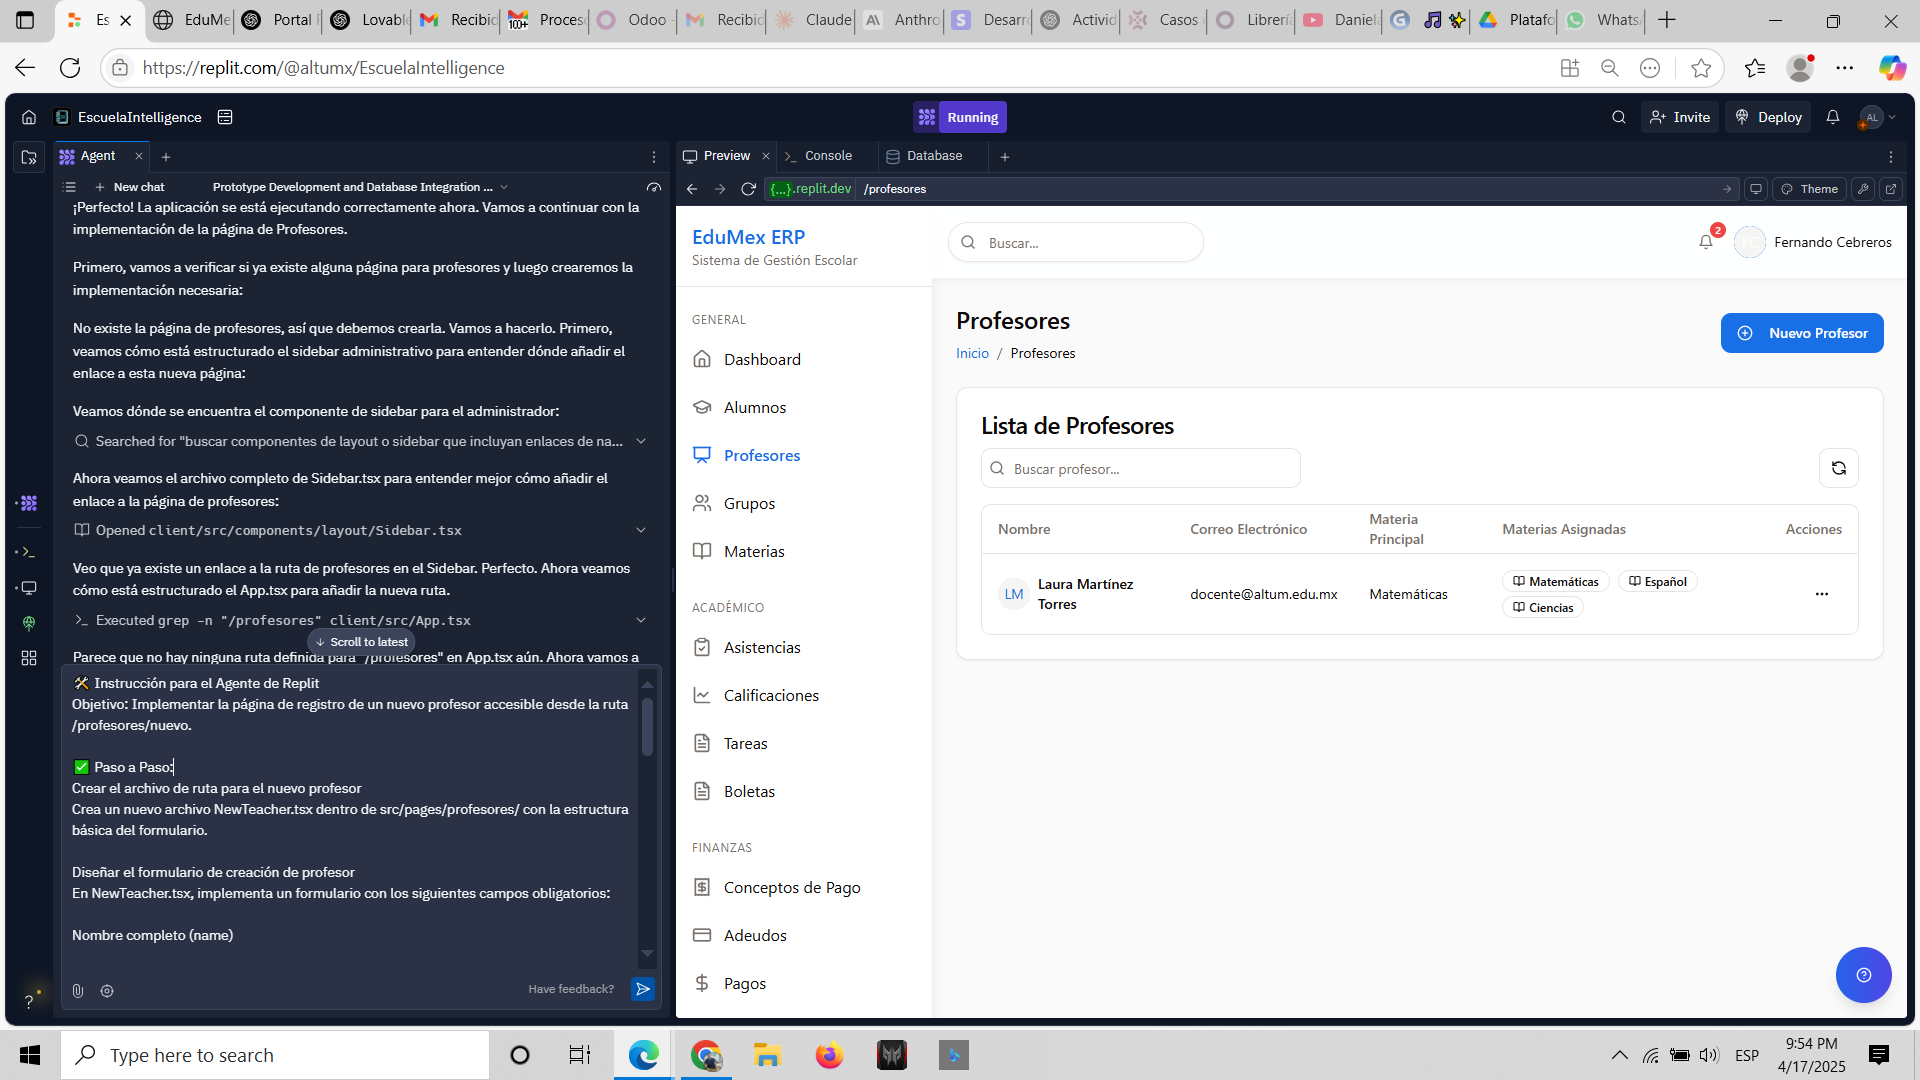 Es
EduMe
Portal
Lovable
Recibid
100+
Proces
Odoo
Recibid
Claude
Anthro
S
Desarr
Activid
Casos
Librerí
Daniela
Platafo
Whats
https://replit.com/@altumx/EscuelaIntelligence
EscuelaIntelligence
Running
Invite
Deploy
AL
Agent
Preview
Console
Database
New chat
Prototype Development and Database Integration ...
{...}.replit.dev
/profesores
Theme
¡Perfecto! La aplicación se está ejecutando correctamente ahora. Vamos a continuar con la
implementación de la página de Profesores.
Primero, vamos a verificar si ya existe alguna página para profesores y luego crearemos la
implementación necesaria:
No existe la página de profesores, así que debemos crearla. Vamos a hacerlo. Primero,
veamos cómo está estructurado el sidebar administrativo para entender dónde añadir el
enlace a esta nueva página:
Veamos dónde se encuentra el componente de sidebar para el administrador:
Searched for "buscar componentes de layout o sidebar que incluyan enlaces de na...
Ahora veamos el archivo completo de Sidebar.tsx para entender mejor cómo añadir el
enlace a la página de profesores:
Opened client/src/components/layout/Sidebar.tsx
Veo que ya existe un enlace a la ruta de profesores en el Sidebar. Perfecto. Ahora veamos
cómo está estructurado el App.tsx para añadir la nueva ruta.
Executed grep -n "/profesores" client/src/App.tsx
Scroll to latest
Parece que no hay ninguna ruta definida para "/profesores" en App.tsx aún. Ahora vamos a
🛠️ Instrucción para el Agente de Replit
Objetivo: Implementar la página de registro de un nuevo profesor accesible desde la ruta
/profesores/nuevo.
✅ Paso a Paso:
Crear el archivo de ruta para el nuevo profesor
Crea un nuevo archivo NewTeacher.tsx dentro de src/pages/profesores/ con la estructura
básica del formulario.
Diseñar el formulario de creación de profesor
En NewTeacher.tsx, implementa un formulario con los siguientes campos obligatorios:
Nombre completo (name)
Have feedback?
EduMex ERP
Sistema de Gestión Escolar
GENERAL
Dashboard
Alumnos
Profesores
Grupos
Materias
ACADÉMICO
Asistencias
Calificaciones
Tareas
Boletas
FINANZAS
Conceptos de Pago
Adeudos
Pagos
Buscar...
2
FC
Fernando Cebreros
Profesores
Inicio / Profesores
Nuevo Profesor
Lista de Profesores
Buscar profesor...
Nombre
Correo Electrónico
Materia
Principal
Materias Asignadas
Acciones
LM
Laura Martínez
Torres
docente@altum.edu.mx
Matemáticas
Matemáticas
Español
Ciencias
Type here to search
ESP
9:54 PM
4/17/2025